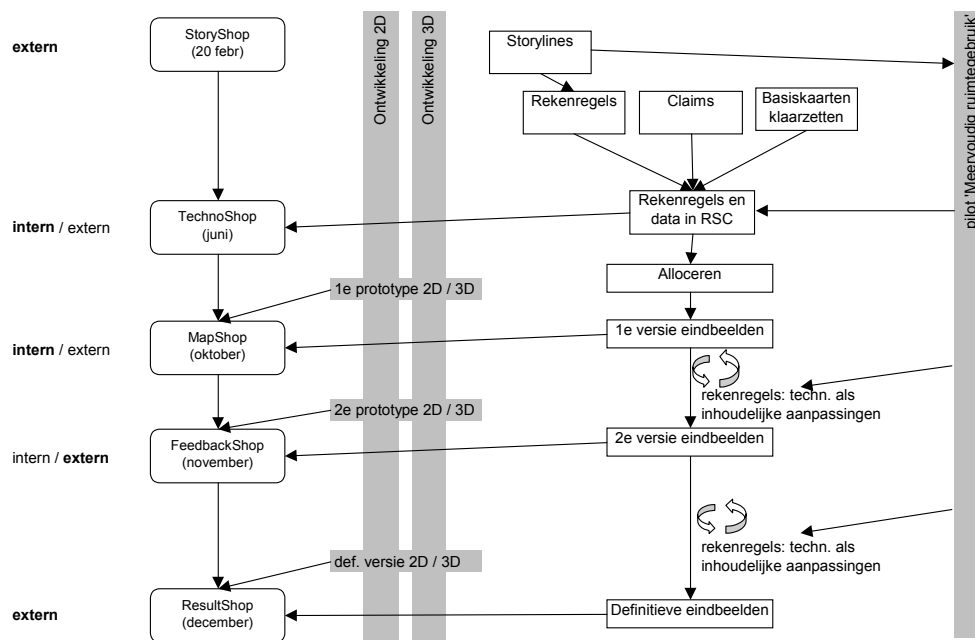 extern
StoryShop
(20 febr)
Ontwikkeling 2D
Ontwikkeling 3D
Storylines
pilot 'Meervoudig ruimtegebruik'
Rekenregels
Claims
Basiskaarten
klaarzetten
intern / extern
TechnoShop
(juni)
Rekenregels en
data in RSC
Alloceren
1e prototype 2D / 3D
intern / extern
MapShop
(oktober)
1e versie eindbeelden
rekenregels: techn. als
inhoudelijke aanpassingen
2e prototype 2D / 3D
intern / extern
FeedbackShop
(november)
2e versie eindbeelden
rekenregels: techn. als
inhoudelijke aanpassingen
def. versie 2D / 3D
extern
ResultShop
(december)
Definitieve eindbeelden